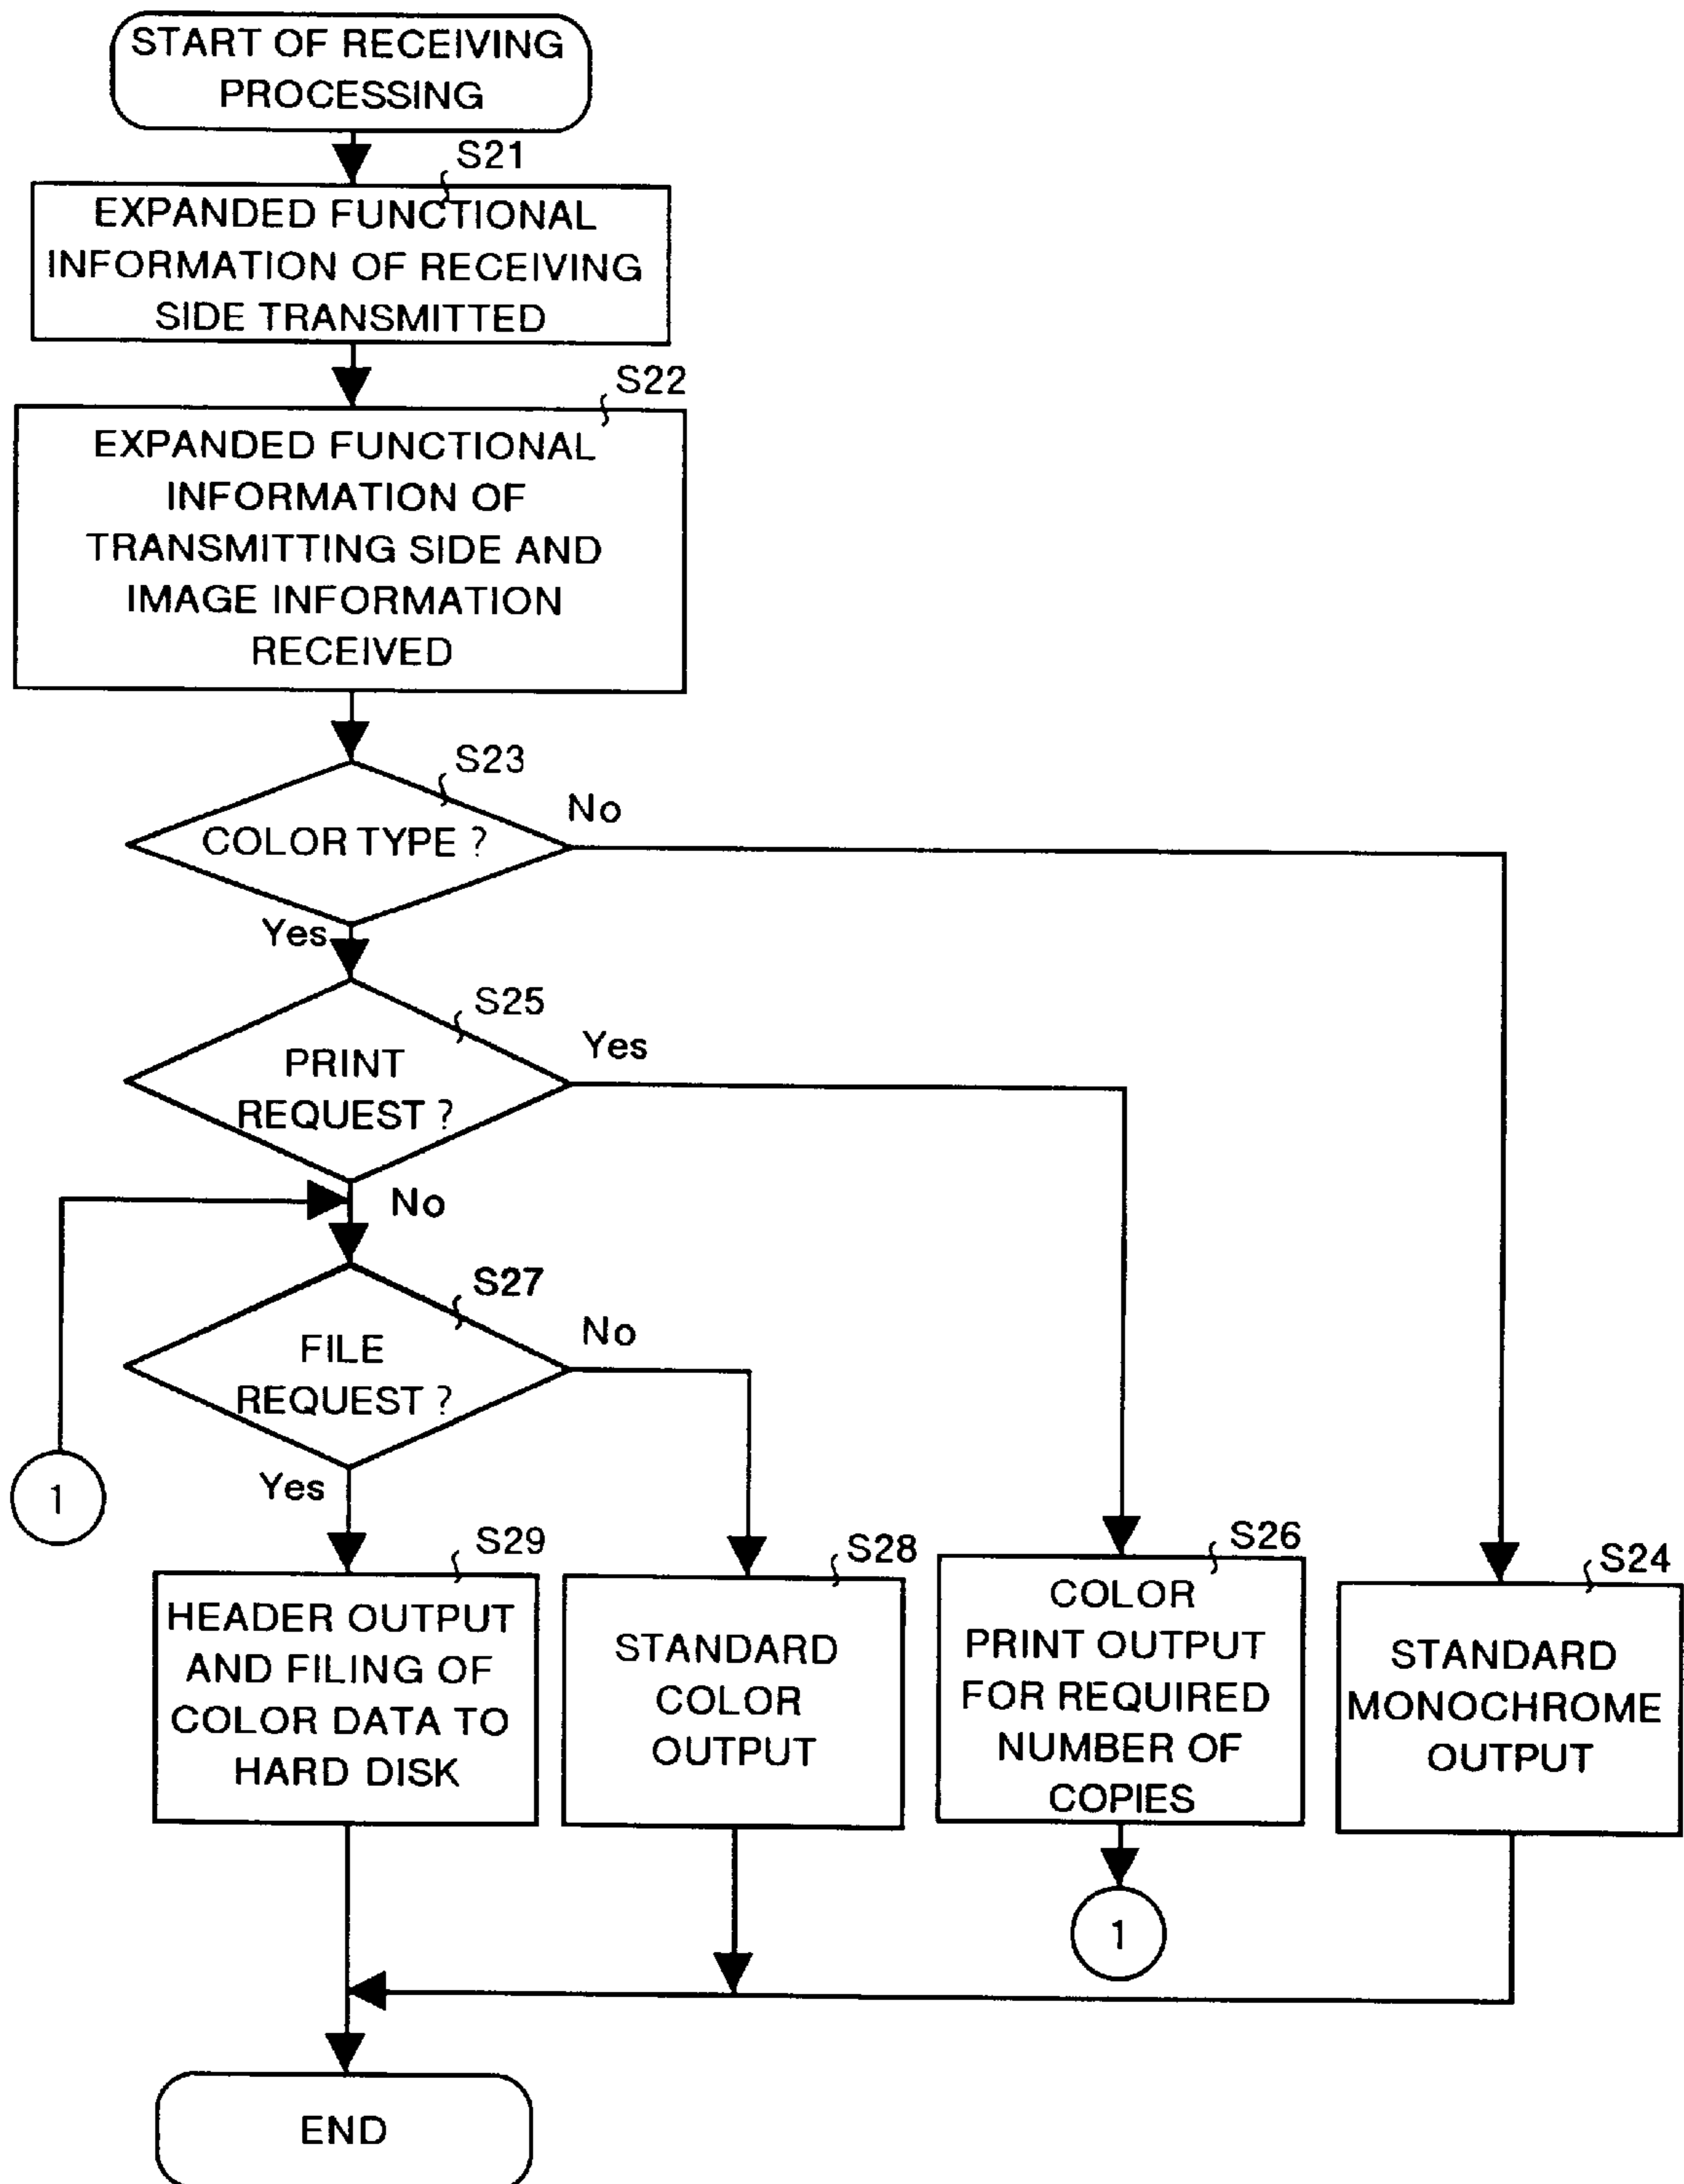 START OF RECEIVING
PROCESSING
S21
EXPANDED FUNCTIONAL
INFORMATION OF RECEIVING
SIDE TRANSMITTED
S22
EXPANDED FUNCTIONAL
INFORMATION OF
TRANSMITTING SIDE AND
IMAGE INFORMATION
RECEIVED
S23
COLOR TYPE ?
No
Yes
S25
PRINT
REQUEST ?
Yes
No
S27
FILE
REQUEST ?
No
Yes
1
S29
HEADER OUTPUT
AND FILING OF
COLOR DATA TO
HARD DISK
S28
STANDARD
COLOR
OUTPUT
S26
COLOR
PRINT OUTPUT
FOR REQUIRED
NUMBER OF
COPIES
S24
STANDARD
MONOCHROME
OUTPUT
1
END